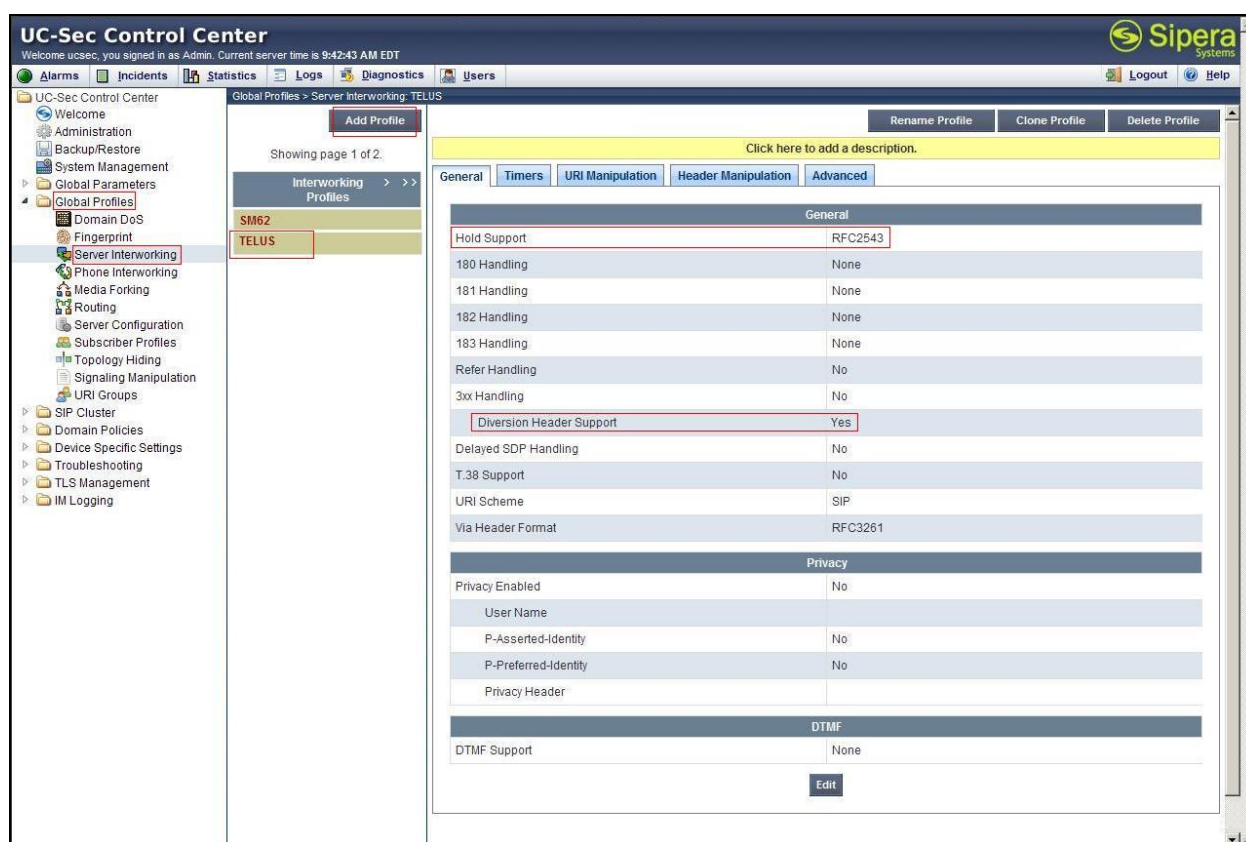 UC-Sec Control Center
Welcome ucsec, you signed in as Admin. Current server time is 9:42:43 AM EDT
Sipera
Systems
Alarms Incidents Statistics Logs Diagnostics Users Logout Help
UC-Sec Control Center
Welcome
Administration
Backup/Restore
System Management
Global Parameters
Global Profiles
Domain DoS
Fingerprint
Server Interworking
Phone Interworking
Media Forking
Routing
Server Configuration
Subscriber Profiles
Topology Hiding
Signaling Manipulation
URI Groups
SIP Cluster
Domain Policies
Device Specific Settings
Troubleshooting
TLS Management
IM Logging
Global Profiles > Server Interworking: TELUS
Add Profile
Showing page 1 of 2.
Interworking > >>
Profiles
SM62
TELUS
Rename Profile Clone Profile Delete Profile
Click here to add a description.
General Timers URI Manipulation Header Manipulation Advanced
General
Hold Support RFC2543
180 Handling None
181 Handling None
182 Handling None
183 Handling None
Refer Handling No
3xx Handling No
Diversion Header Support Yes
Delayed SDP Handling No
T.38 Support No
URI Scheme SIP
Via Header Format RFC3261
Privacy
Privacy Enabled No
User Name
P-Asserted-Identity No
P-Preferred-Identity No
Privacy Header
DTMF
DTMF Support None
Edit